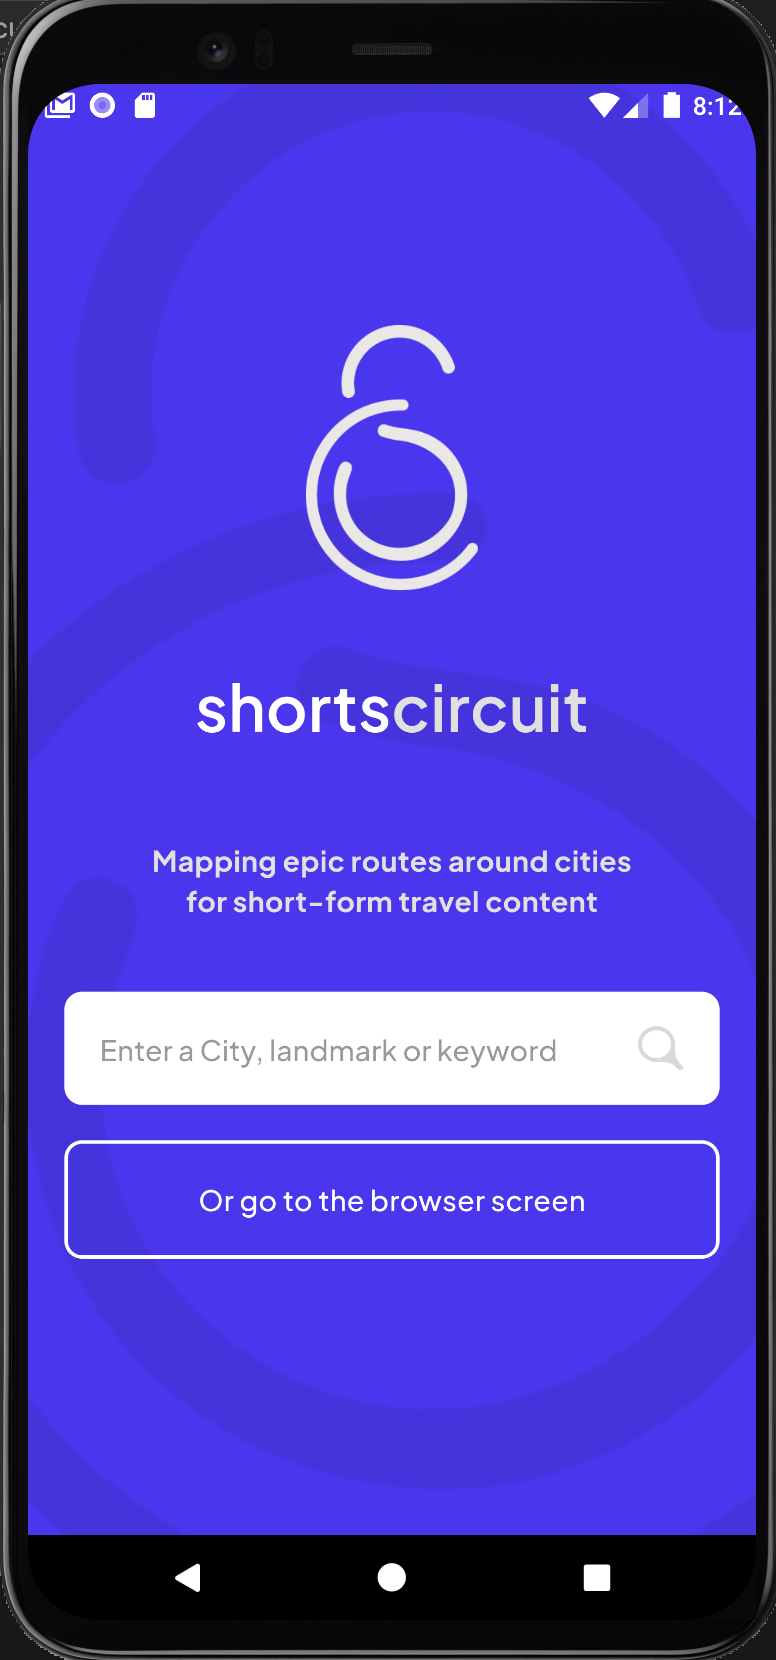 8:12
shortscircuit
Mapping epic routes around cities
for short-form travel content
Enter a City, landmark or keyword
Or go to the browser screen